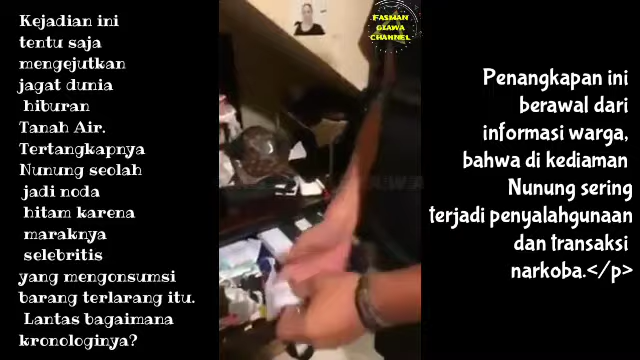 Kejadian ini
tentu saja
mengejutkan
jagat dunia
hiburan
Tanah Air.
Tertangkapnya
Nunung seolah
jadi noda
hitam karena
maraknya
selebritis
yang mengonsumsi
barang terlarang itu.
Lantas bagaimana
kronologinya?
FASMAN
GIAWA
CHANNEL
Penangkapan ini
berawal dari
informasi warga,
bahwa di kediaman
Nunung sering
terjadi penyalahgunaan
dan transaksi
narkoba.</p>